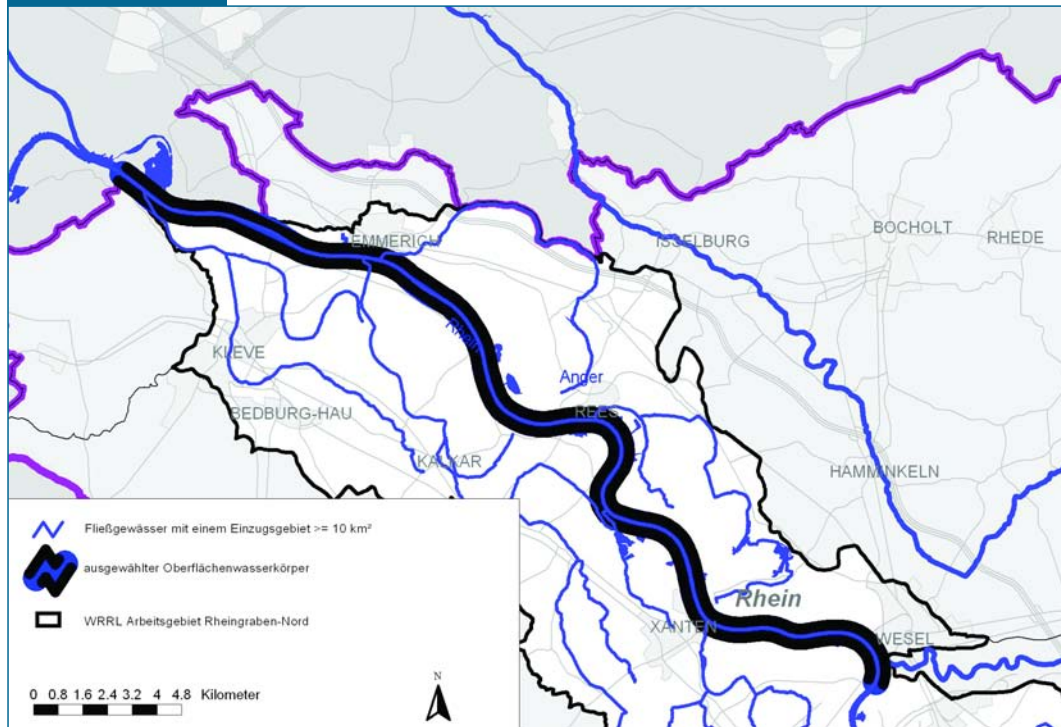 EMMERICH
ISSELBURG
BOCHOLT
RHEDE
Rhein
KLEVE
Anger
BEDBURG-HAU
REES
KALKAR
HAMMINKELN
Rhein
XANTEN
WESEL
Fließgewässer mit einem Einzugsgebiet >= 10 km²
ausgewählter Oberflächenwasserkörper
WRRL Arbeitsgebiet Rheingraben-Nord
0 0.8 1.6 2.4 3.2 4 4.8 Kilometer
N